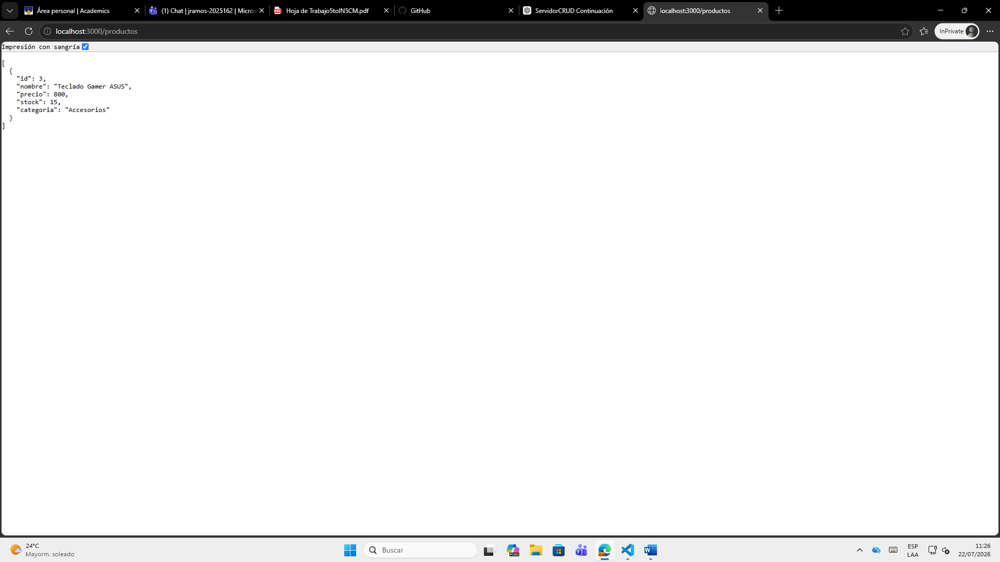 Área personal | Academics
(1) Chat | jramos-2025162 | Micros
Hoja de Trabajo5toIN5CM.pdf
GitHub
ServidorCRUD Continuación
localhost:3000/productos
localhost:3000/productos
InPrivate
Impresión con sangría
[
  {
    "id": 3,
    "nombre": "Teclado Gamer ASUS",
    "precio": 800,
    "stock": 15,
    "categoria": "Accesorios"
  }
]
24°C
Mayorm. soleado
Buscar
M365
ESP
LAA
11:26
22/07/2026